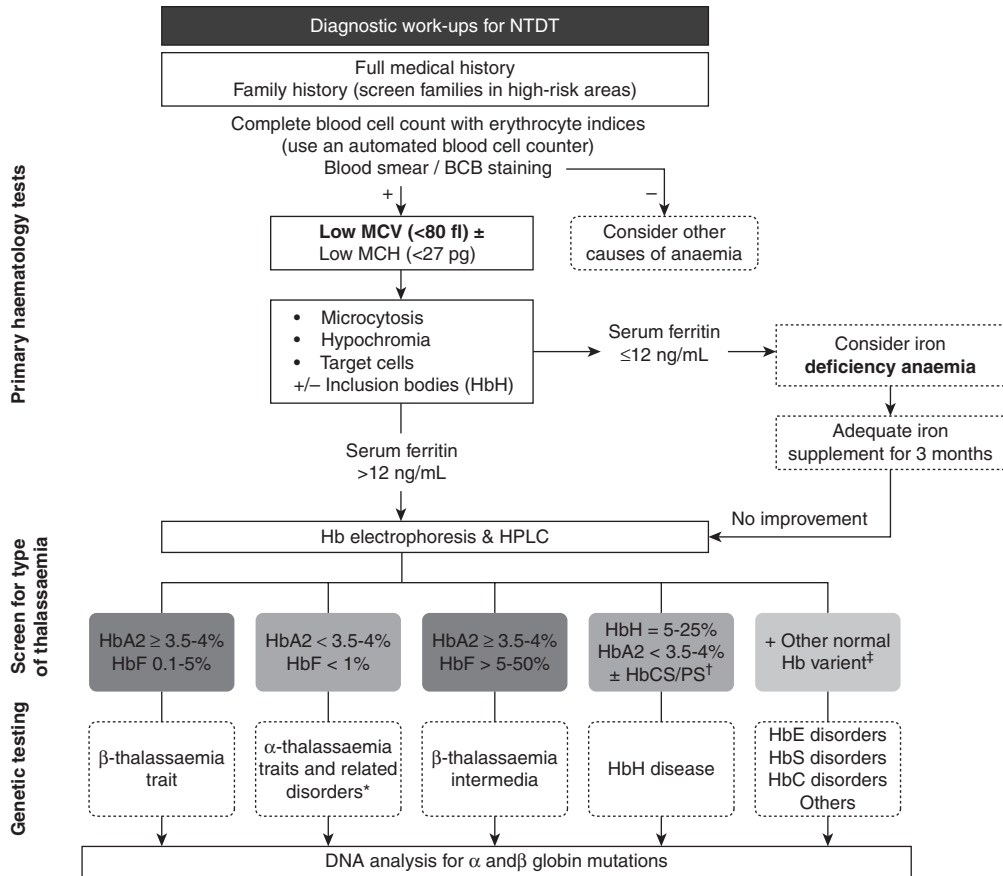 Diagnostic work-ups for NTDT
Full medical history
Family history (screen families in high-risk areas)
Complete blood cell count with erythrocyte indices
(use an automated blood cell counter)
Blood smear / BCB staining
+
–
Low MCV (<80 fl) ±
Low MCH (<27 pg)
Consider other
causes of anaemia
• Microcytosis
• Hypochromia
• Target cells
+/– Inclusion bodies (HbH)
Serum ferritin
≤12 ng/mL
Consider iron
deficiency anaemia
Adequate iron
supplement for 3 months
Serum ferritin
>12 ng/mL
No improvement
Primary haematology tests
Hb electrophoresis & HPLC
Screen for type
of thalassaemia
HbA2 ≥ 3.5-4%
HbF 0.1-5%
HbA2 < 3.5-4%
HbF < 1%
HbA2 ≥ 3.5-4%
HbF > 5-50%
HbH = 5-25%
HbA2 < 3.5-4%
± HbCS/PS†
+ Other normal
Hb varient‡
Genetic testing
β-thalassaemia
trait
α-thalassaemia
traits and related
disorders*
β-thalassaemia
intermedia
HbH disease
HbE disorders
HbS disorders
HbC disorders
Others
DNA analysis for α andβ globin mutations